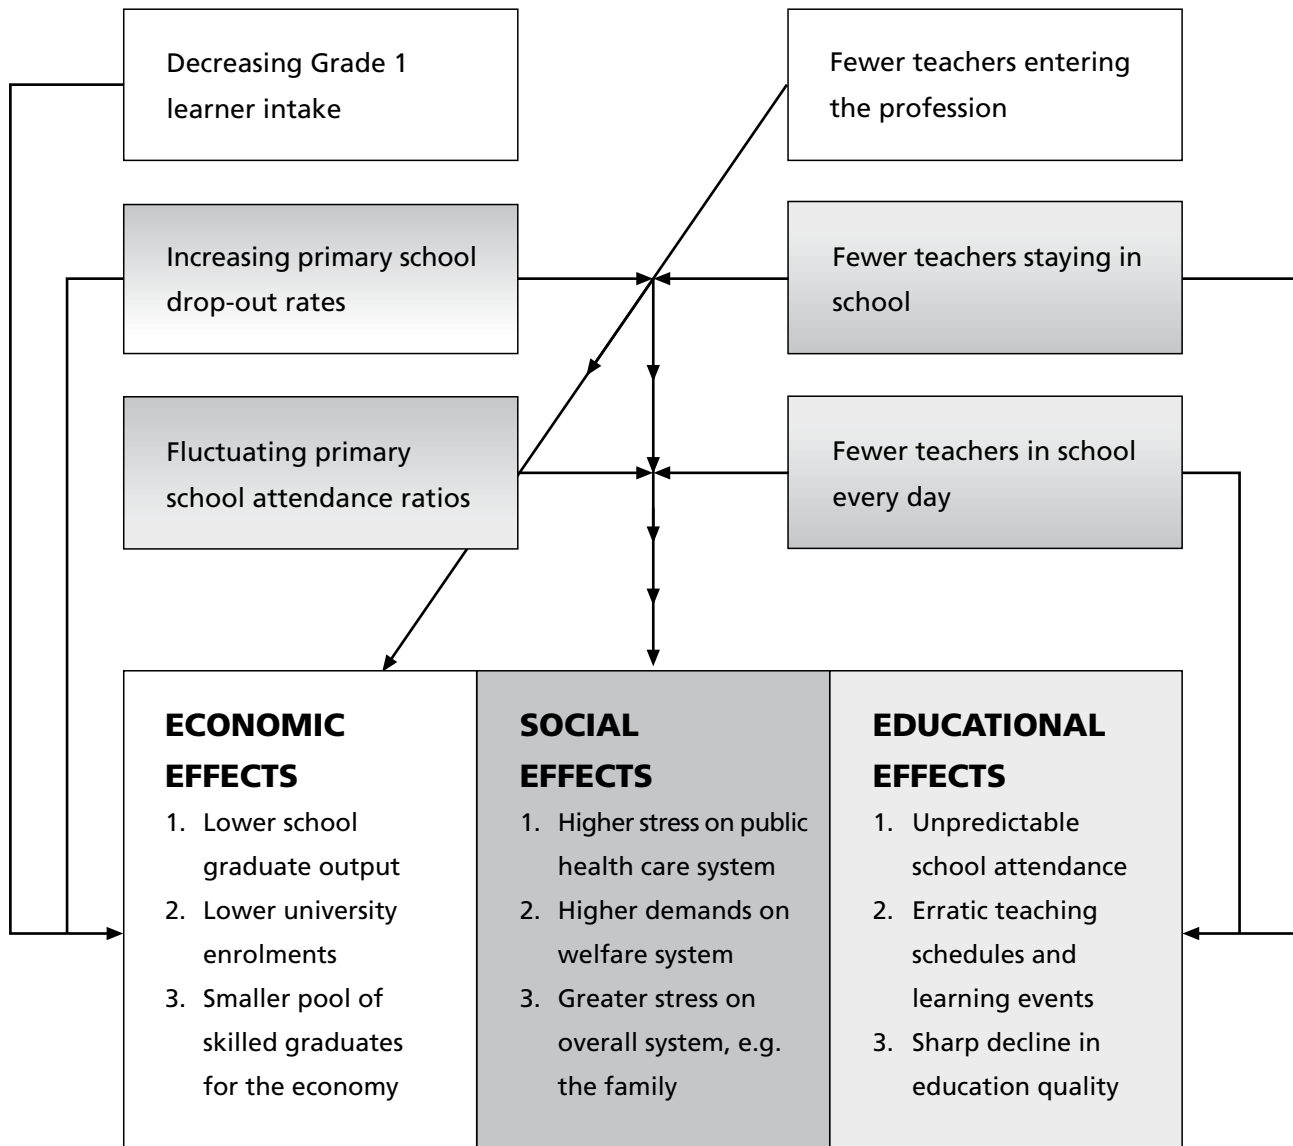 Decreasing Grade 1
learner intake
Fewer teachers entering
the profession
Increasing primary school
drop-out rates
Fewer teachers staying in
school
Fluctuating primary
school attendance ratios
Fewer teachers in school
every day
ECONOMIC
EFFECTS
1. Lower school
graduate output
2. Lower university
enrolments
3. Smaller pool of
skilled graduates
for the economy
SOCIAL
EFFECTS
1. Higher stress on public
health care system
2. Higher demands on
welfare system
3. Greater stress on
overall system, e.g.
the family
EDUCATIONAL
EFFECTS
1. Unpredictable
school attendance
2. Erratic teaching
schedules and
learning events
3. Sharp decline in
education quality